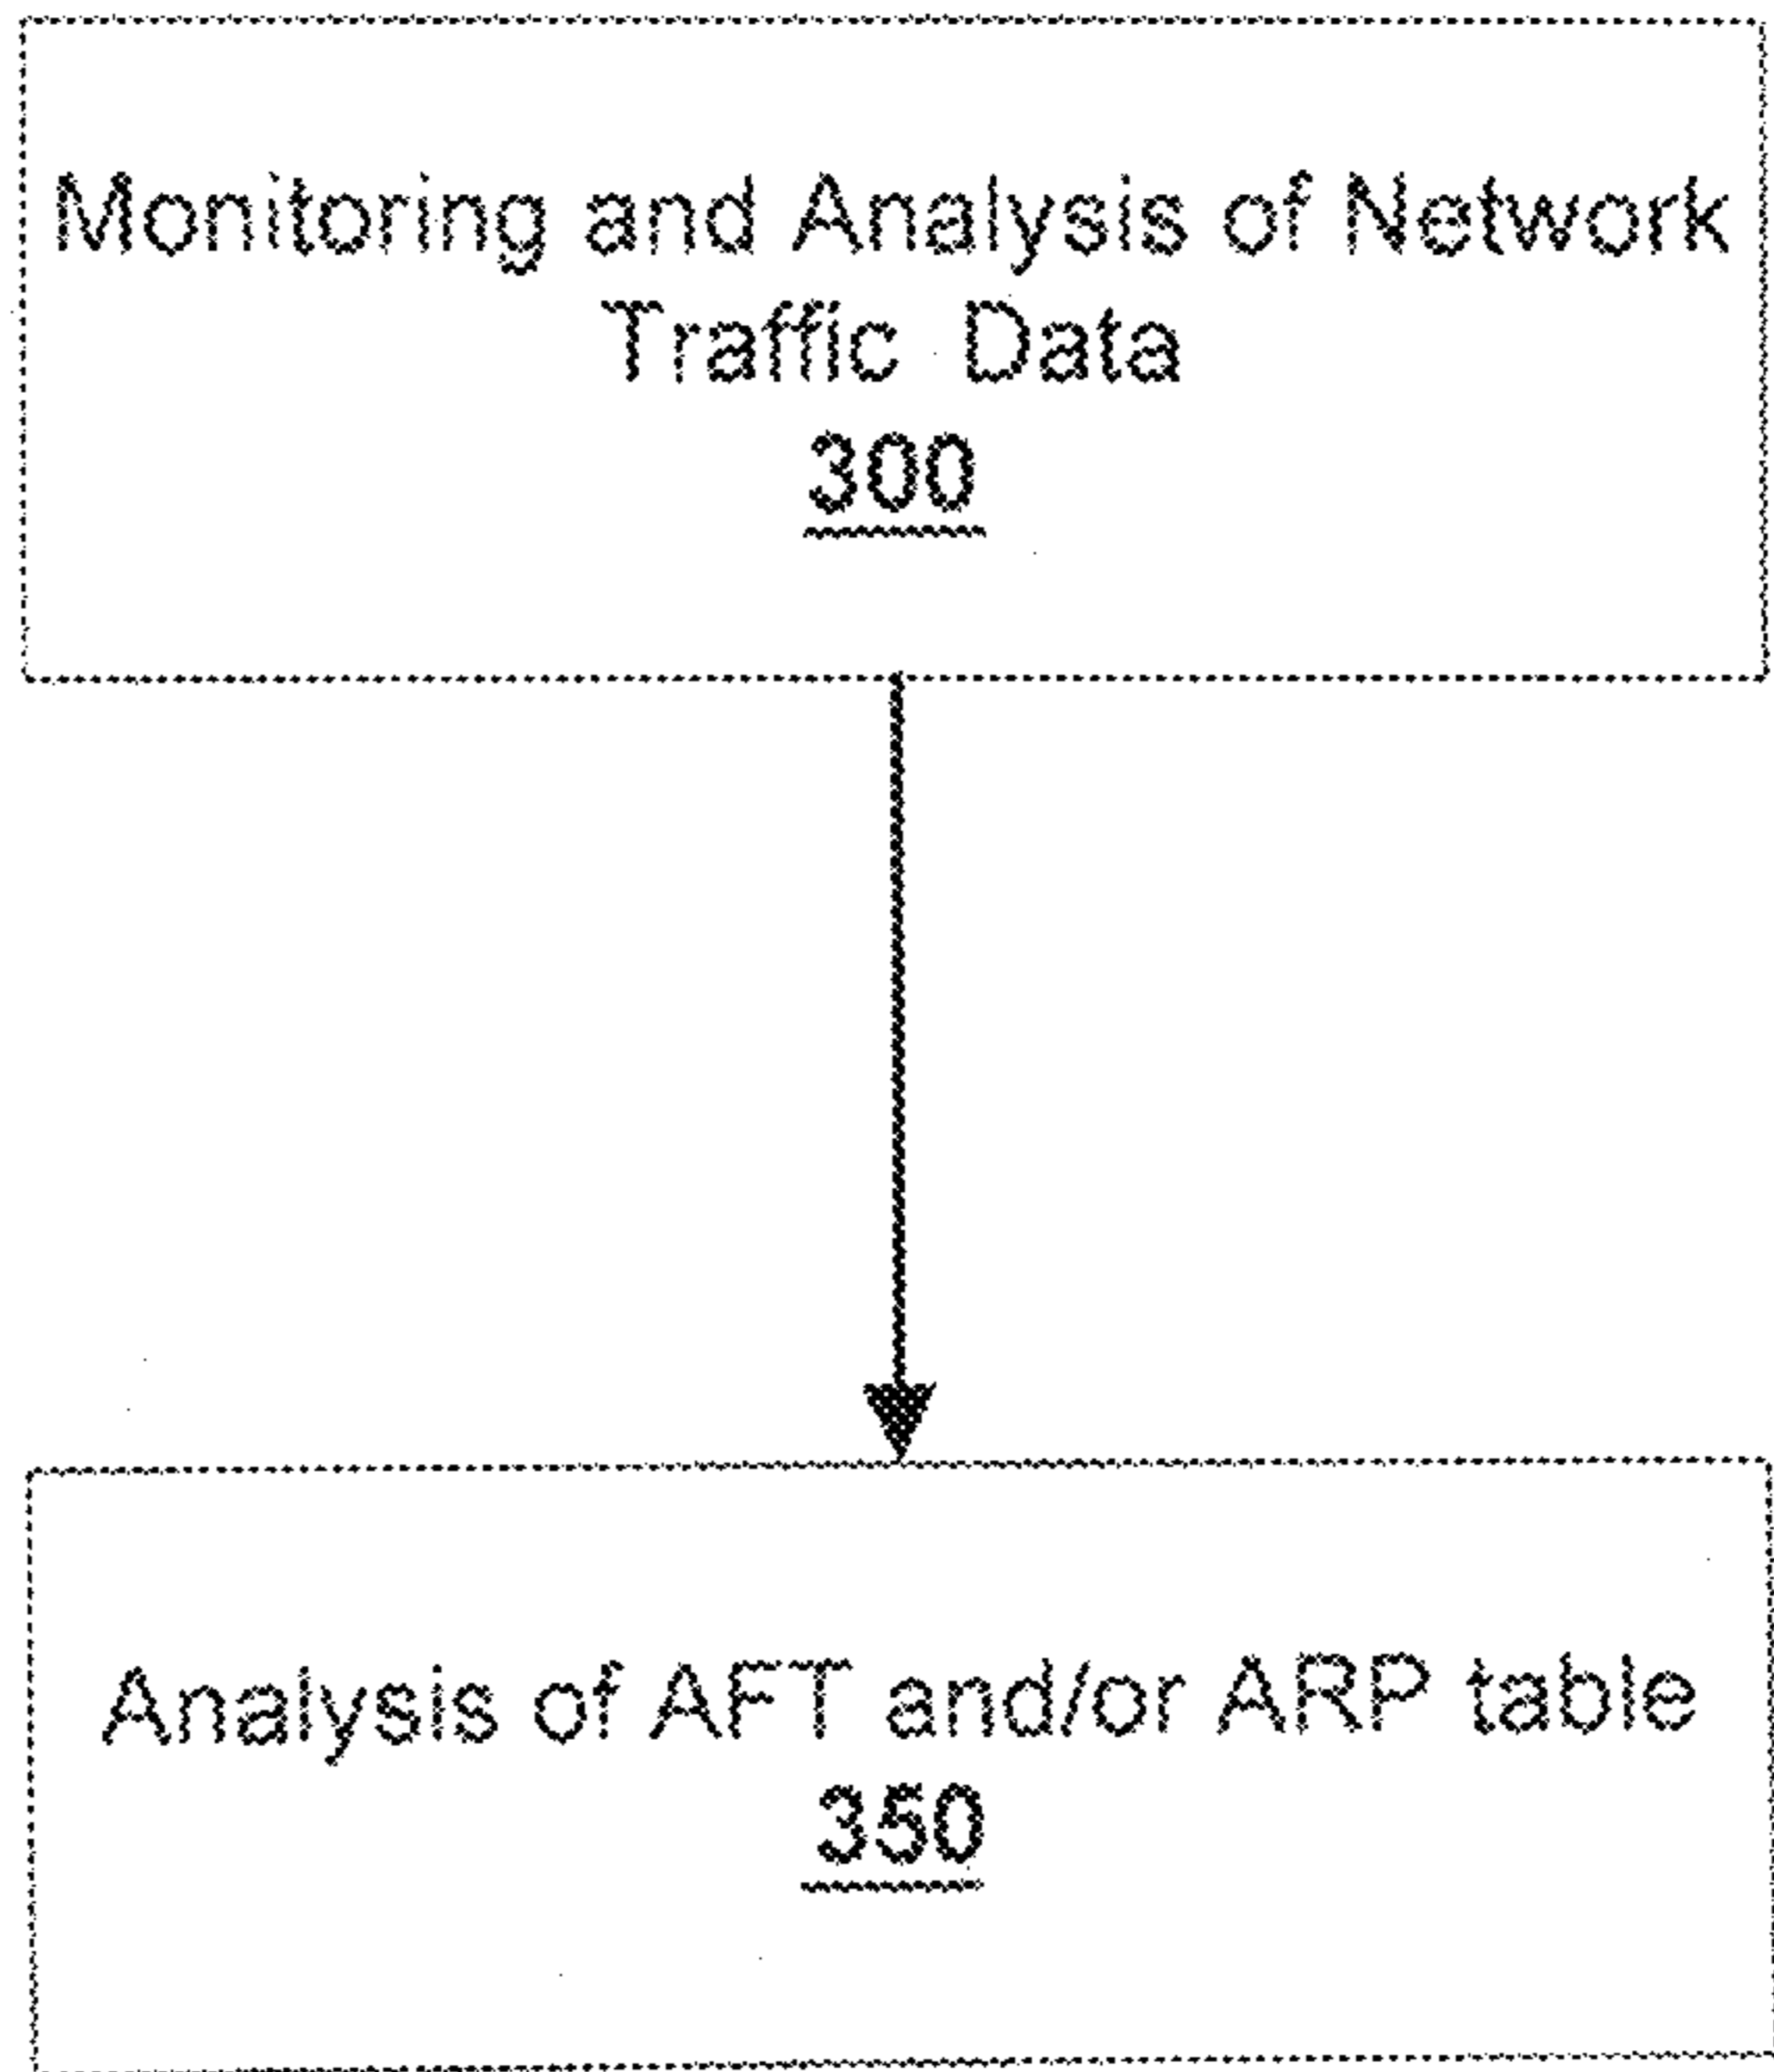 Monitoring and Analysis of Network
Traffic Data
300
Analysis of AFT and/or ARP table
350